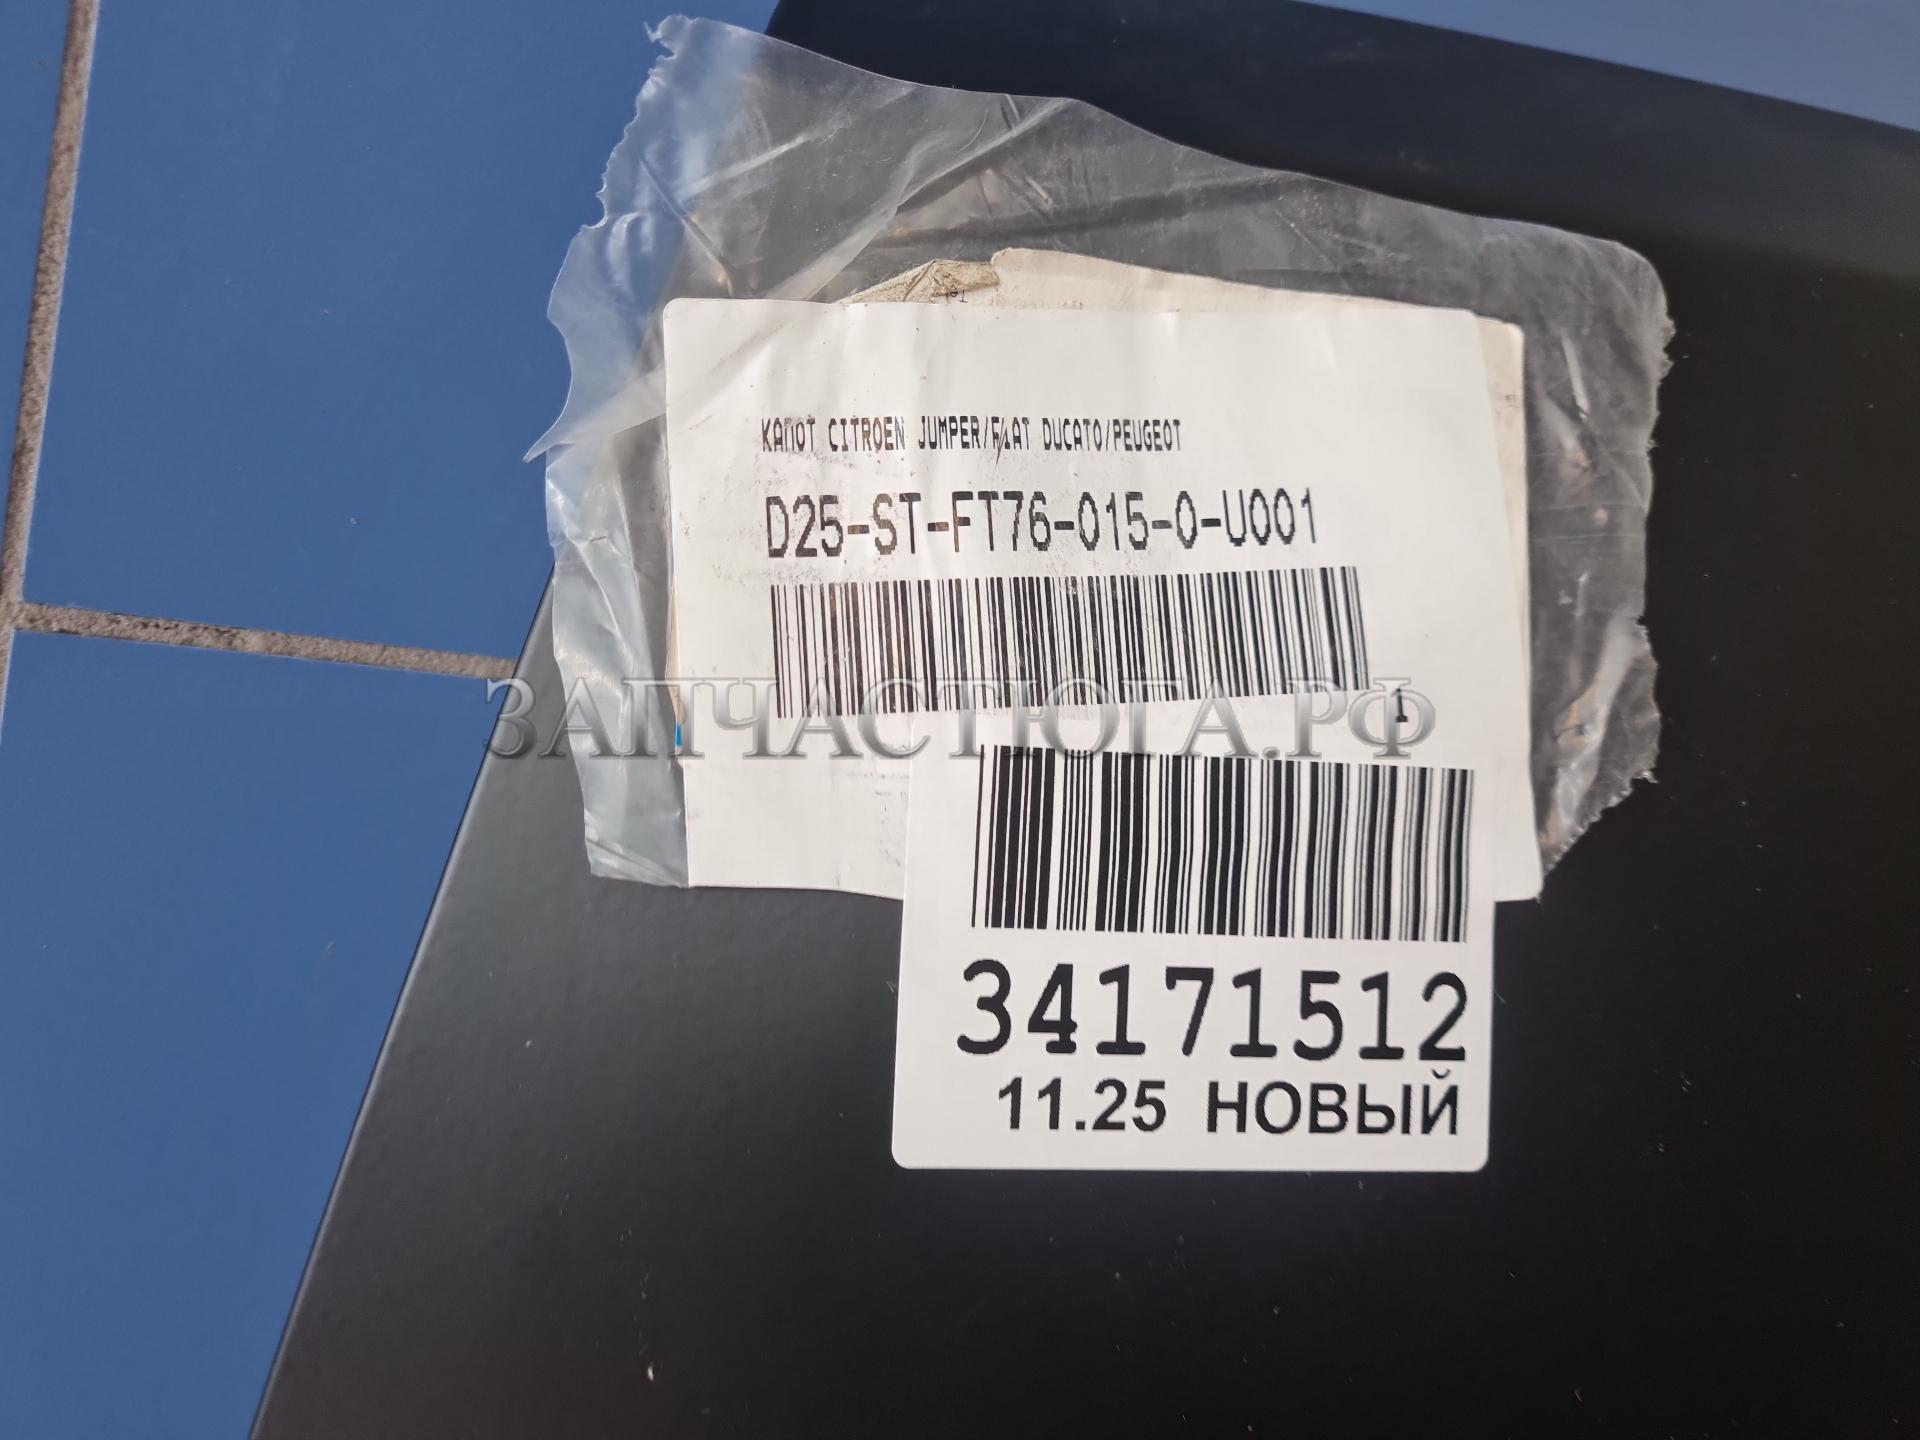 КАПОТ CITROEN JUMPER/FIAT DUCATO/PEUGEOT
D25-ST-FT76-015-0-U001
1
ЗАПЧАСТЮГА.РФ
34171512
11.25 НОВЫЙ